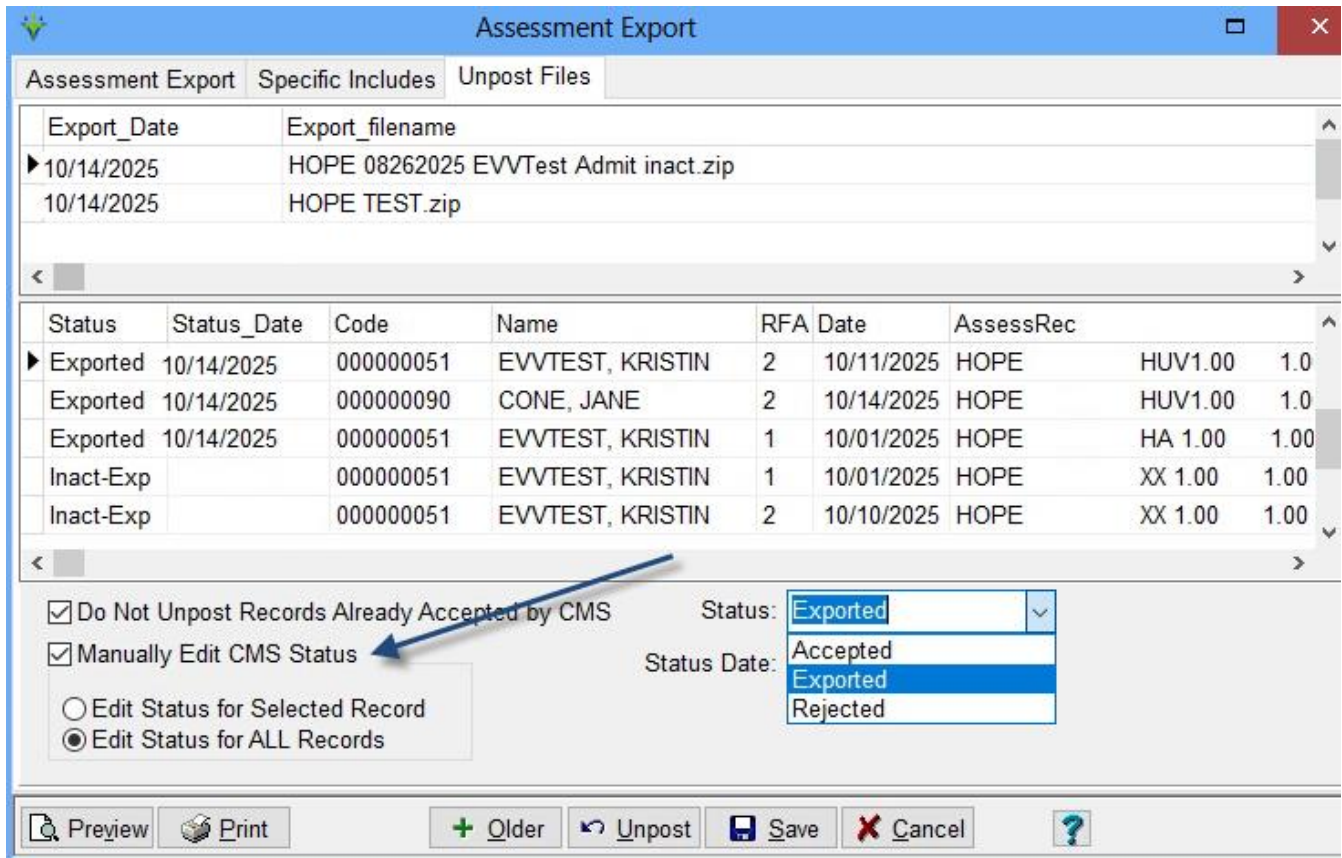 Assessment Export
Assessment Export Specific Includes Unpost Files
Export_Date Export_filename
10/14/2025 HOPE 08262025 EVVTest Admit inact.zip
10/14/2025 HOPE TEST.zip
Status Status_Date Code Name RFA Date AssessRec
Exported 10/14/2025 000000051 EVVTEST, KRISTIN 2 10/11/2025 HOPE HUV1.00 1.0
Exported 10/14/2025 000000090 CONE, JANE 2 10/14/2025 HOPE HUV1.00 1.0
Exported 10/14/2025 000000051 EVVTEST, KRISTIN 1 10/01/2025 HOPE HA 1.00 1.00
Inact-Exp 000000051 EVVTEST, KRISTIN 1 10/01/2025 HOPE XX 1.00 1.00
Inact-Exp 000000051 EVVTEST, KRISTIN 2 10/10/2025 HOPE XX 1.00 1.00
Do Not Unpost Records Already Accepted by CMS Status: Exported
Manually Edit CMS Status Status Date: Accepted
Exported
Edit Status for Selected Record Rejected
Edit Status for ALL Records
Preview Print + Older Unpost Save Cancel ?